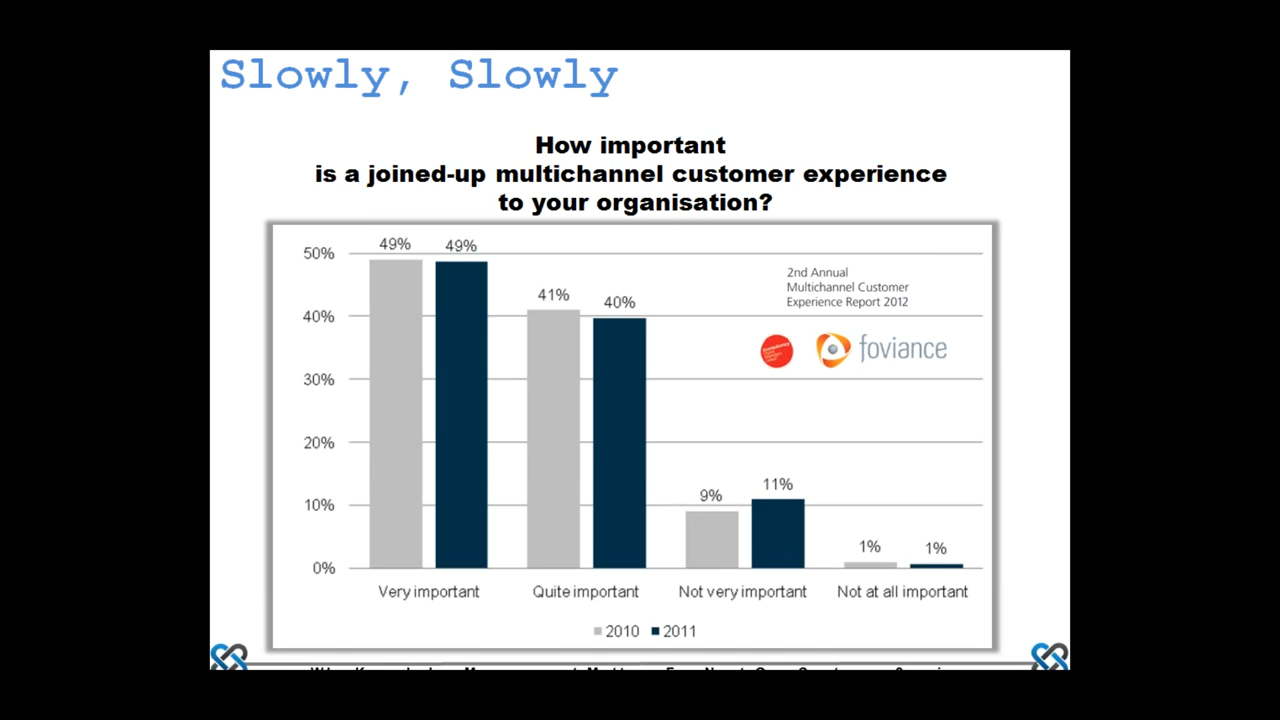 Slowly, Slowly
How important
is a joined-up multichannel customer experience
to your organisation?
50%
40%
30%
20%
10%
0%
49%
49%
41%
40%
9%
11%
1%
1%
2nd Annual
Multichannel Customer
Experience Report 2012
foviance
Very important
Quite important
Not very important
Not at all important
2010
2011